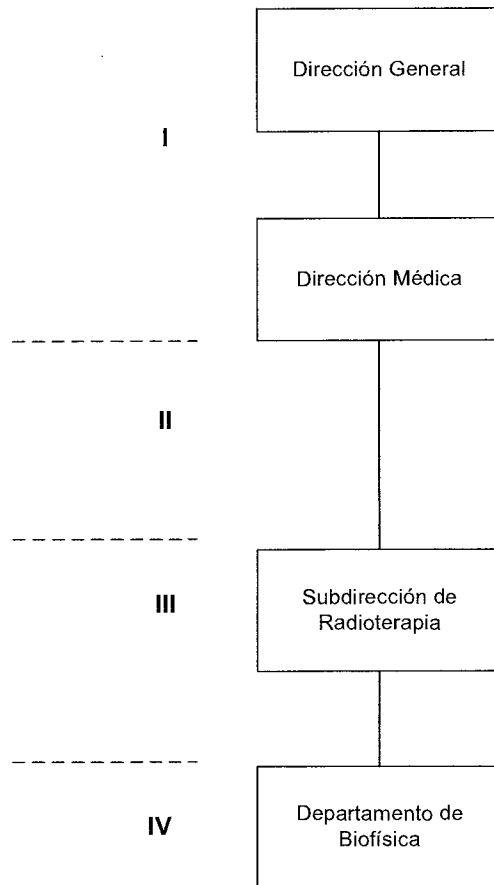 Dirección General
I
Dirección Médica
II
III
Subdirección de
Radioterapia
IV
Departamento de
Biofísica